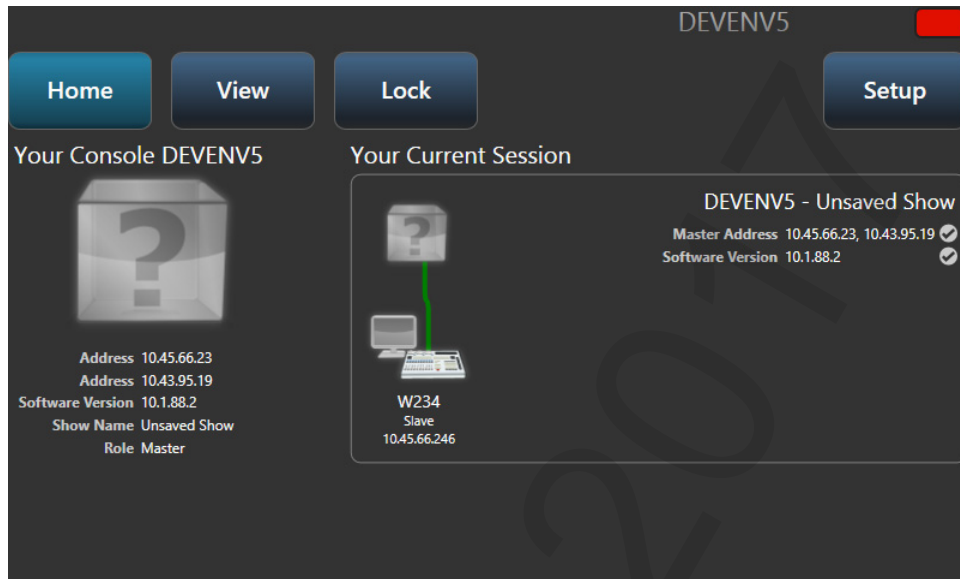 DEVENV5
Home
View
Lock
Setup
Your Console DEVENV5
?
Address 10.45.66.23
Address 10.43.95.19
Software Version 10.1.88.2
Show Name Unsaved Show
Role Master
Your Current Session
?
W234
Slave
10.45.66.246
DEVENV5 - Unsaved Show
Master Address 10.45.66.23, 10.43.95.19
Software Version 10.1.88.2
2017